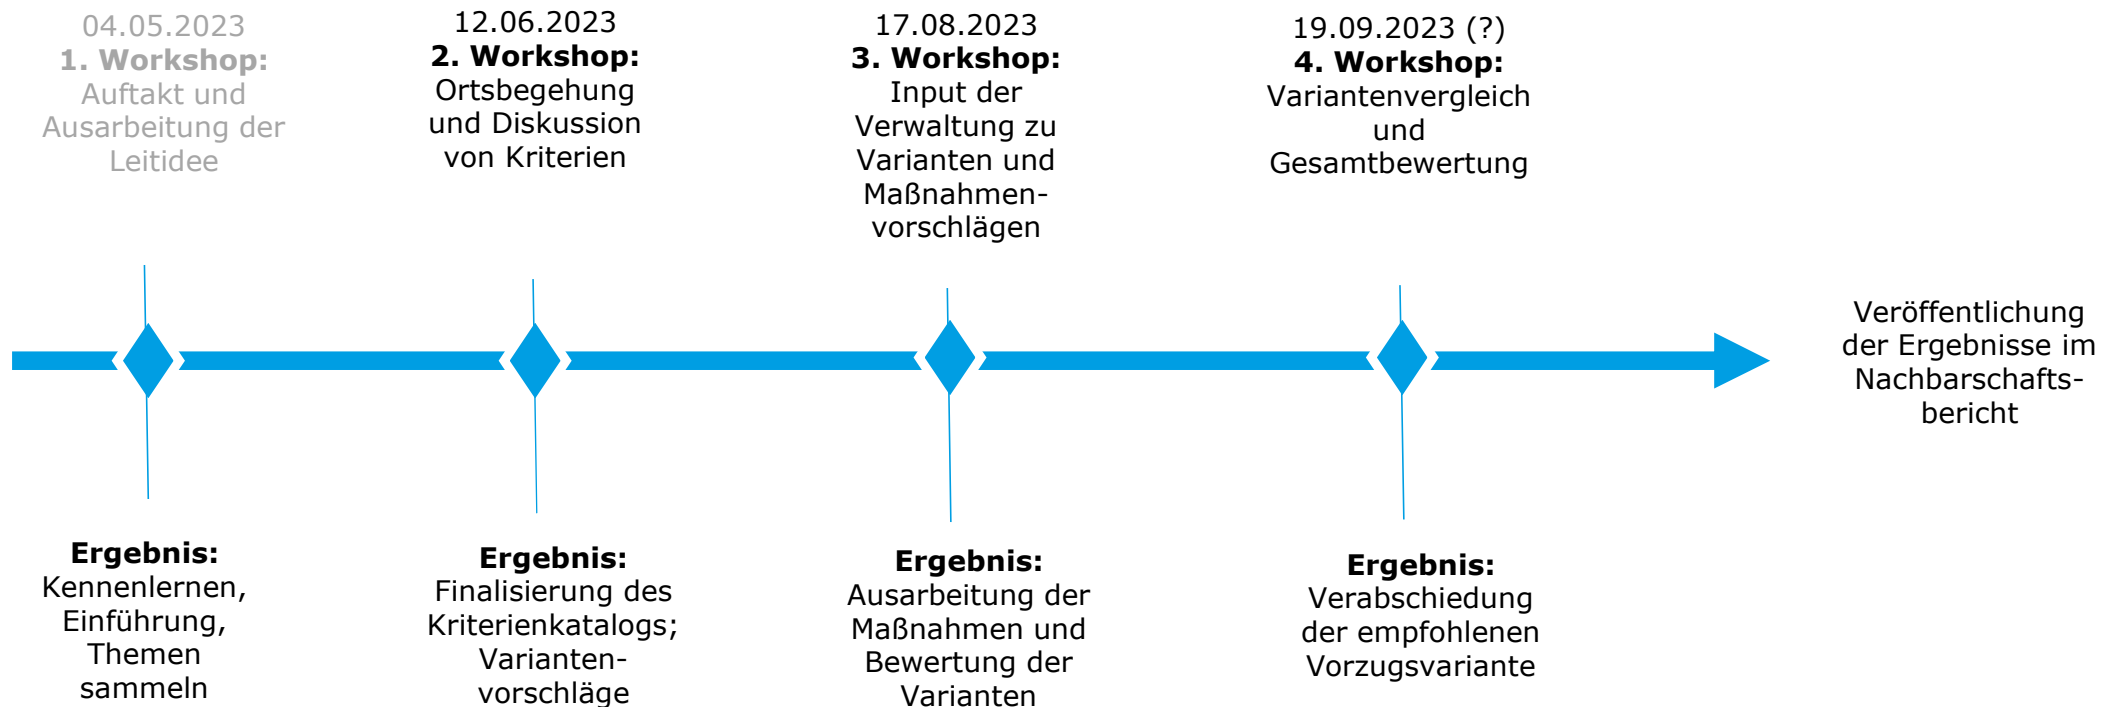 04.05.2023
1. Workshop:
Auftakt und
Ausarbeitung der
Leitidee
12.06.2023
2. Workshop:
Ortsbegehung
und Diskussion
von Kriterien
17.08.2023
3. Workshop:
Input der
Verwaltung zu
Varianten und
Maßnahmen-
vorschlägen
19.09.2023 (?)
4. Workshop:
Variantenvergleich
und
Gesamtbewertung
Veröffentlichung
der Ergebnisse im
Nachbarschafts-
bericht
Ergebnis:
Kennenlernen,
Einführung,
Themen
sammeln
Ergebnis:
Finalisierung des
Kriterienkatalogs;
Varianten-
vorschläge
Ergebnis:
Ausarbeitung der
Maßnahmen und
Bewertung der
Varianten
Ergebnis:
Verabschiedung
der empfohlenen
Vorzugsvariante